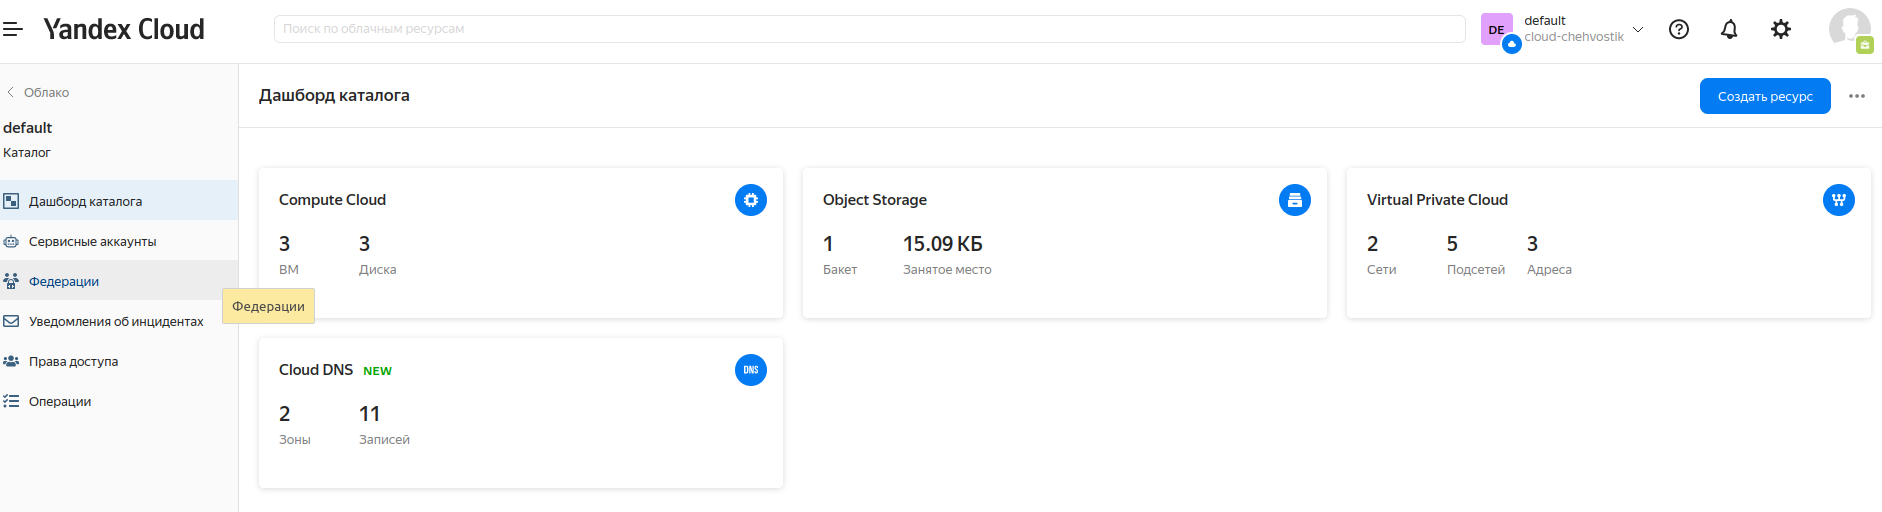 Yandex Cloud
Поиск по облачным ресурсам
DE
default
cloud-chehvostik
Облако
default
Каталог
Дашборд каталога
Сервисные аккаунты
Федерации
Уведомления об инцидентах
Права доступа
Операции
Федерации
Дашборд каталога
Создать ресурс
Compute Cloud
3 3
ВМ Диска
Object Storage
1 15.09 КБ
Бакет Занятое место
Virtual Private Cloud
2 5 3
Сети Подсетей Адреса
Cloud DNS NEW
DNS
2 11
Зоны Записей